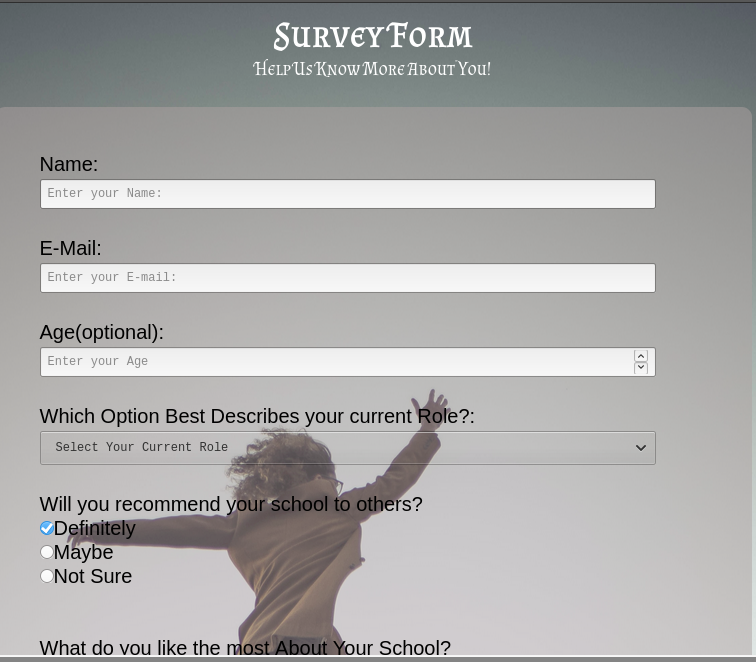 Survey Form
Help Us Know More About You!
Name:
Enter your Name:
E-Mail:
Enter your E-mail:
Age(optional):
Enter your Age
Which Option Best Describes your current Role?:
Select Your Current Role
Will you recommend your school to others?
Definitely
Maybe
Not Sure
What do you like the most About Your School?